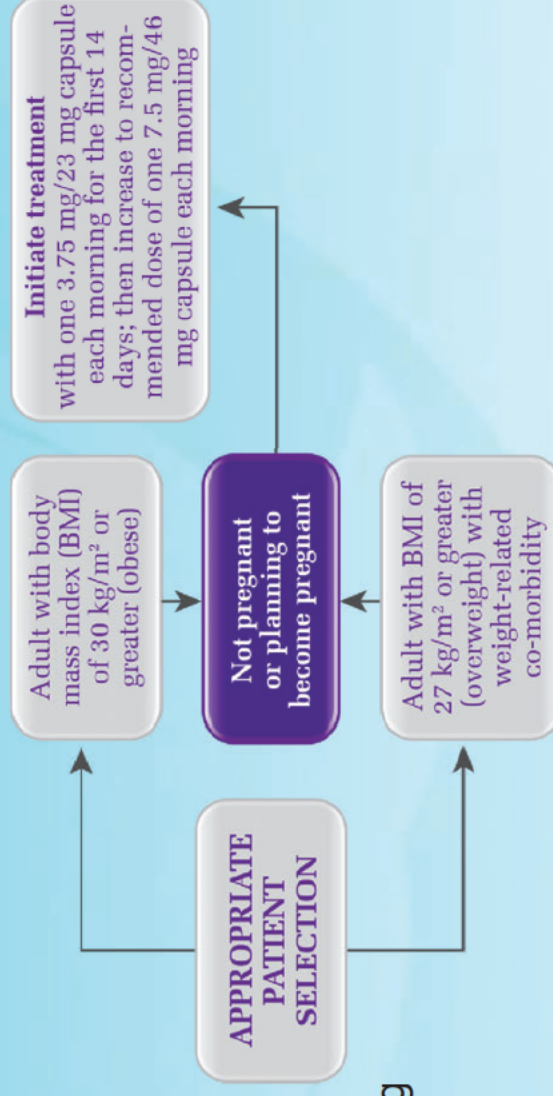 APPROPRIATE
PATIENT
SELECTION
Adult with body
mass index (BMI)
of 30 kg/m² or
greater (obese)
Adult with BMI of
27 kg/m² or greater
(overweight) with
weight-related
co-morbidity
Not pregnant
or planning to
become pregnant
Initiate treatment
with one 3.75 mg/23 mg capsule
each morning for the first 14
days; then increase to recom-
mended dose of one 7.5 mg/46
mg capsule each morning
g